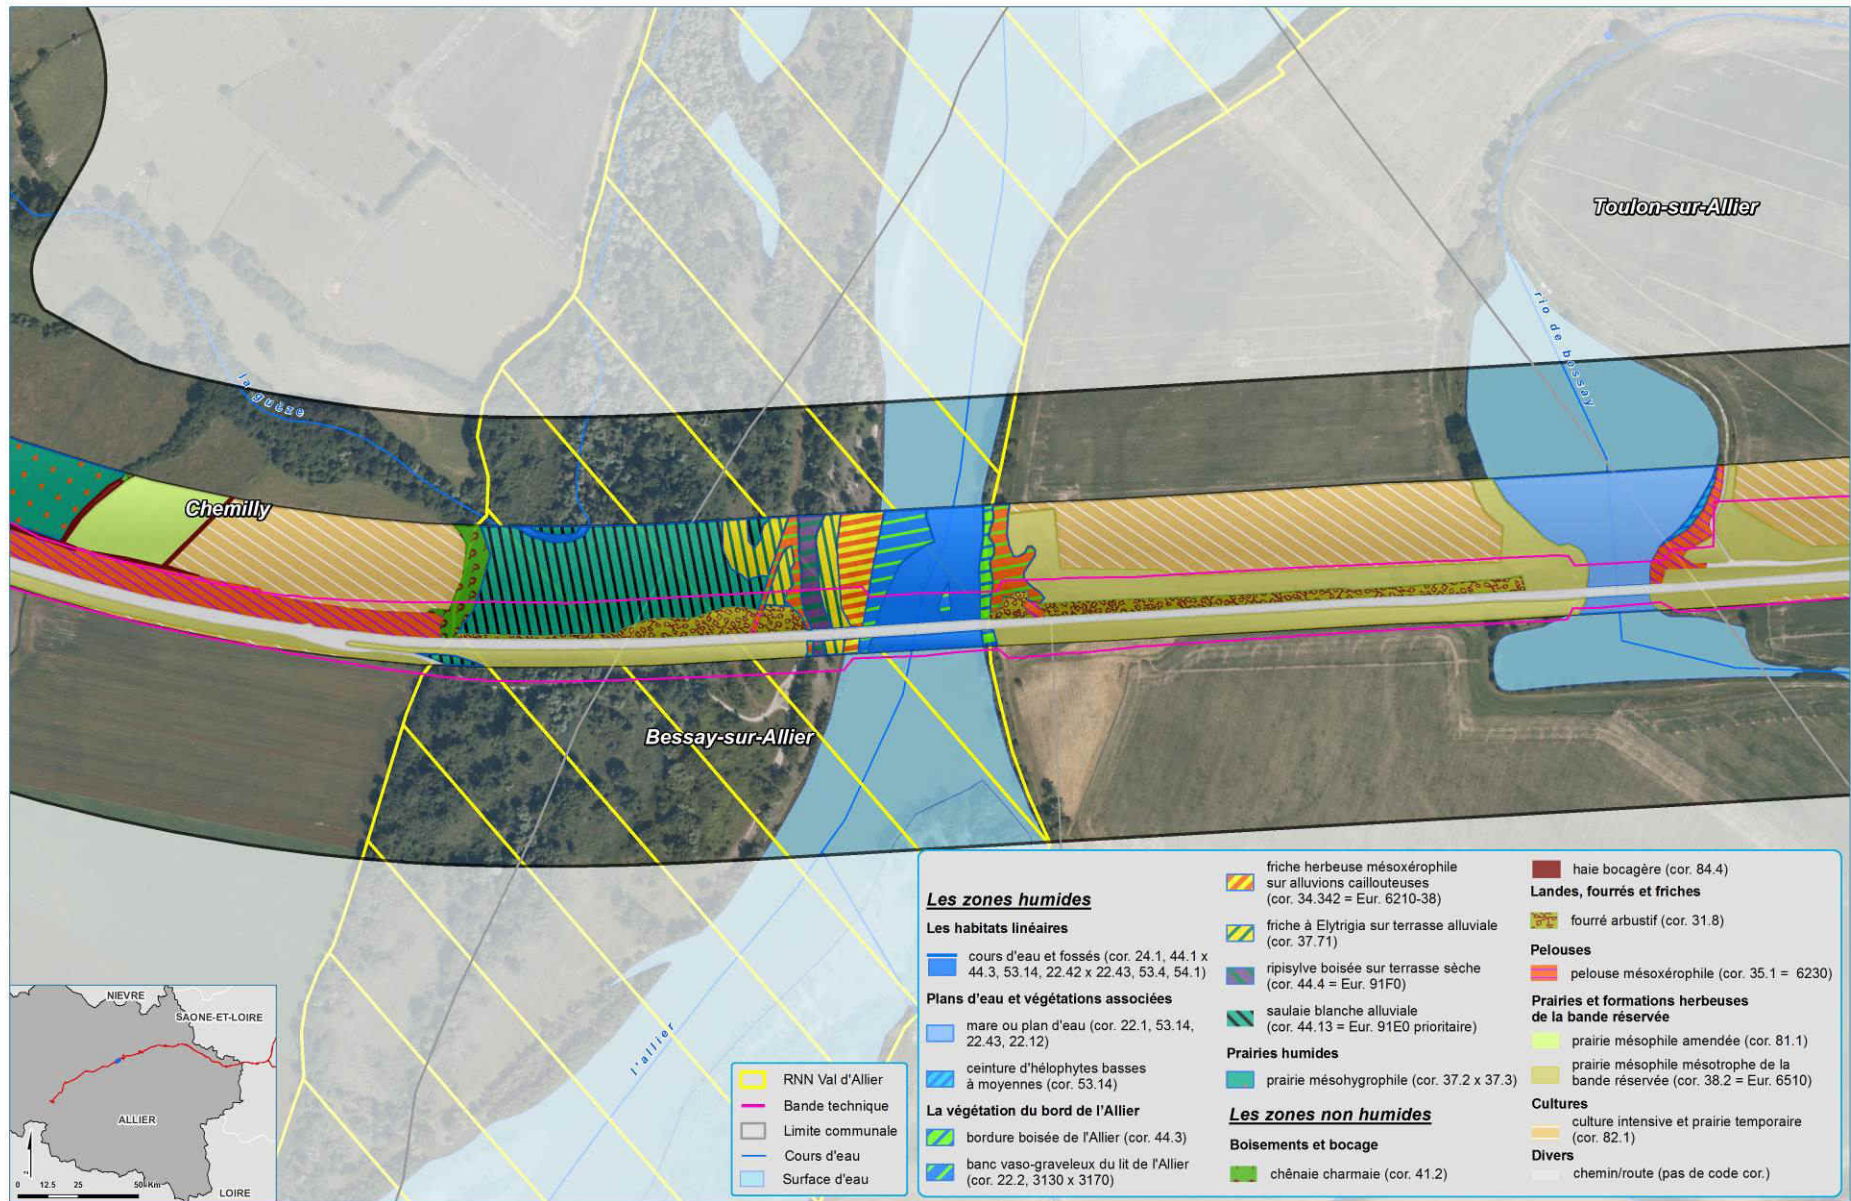 Toulon-sur-Allier
rio de bossay
la guèze
Chemilly
Bessay-sur-Allier
l'allier
NIEVRE
SAONE-ET-LOIRE
ALLIER
LOIRE
0 12.5 25 50 Km
RNN Val d'Allier
Bande technique
Limite communale
Cours d'eau
Surface d'eau
Les zones humides
Les habitats linéaires
cours d'eau et fossés (cor. 24.1, 44.1 x
44.3, 53.14, 22.42 x 22.43, 53.4, 54.1)
Plans d'eau et végétations associées
mare ou plan d'eau (cor. 22.1, 53.14,
22.43, 22.12)
ceinture d'hélophytes basses
à moyennes (cor. 53.14)
La végétation du bord de l'Allier
bordure boisée de l'Allier (cor. 44.3)
banc vaso-graveleux du lit de l'Allier
(cor. 22.2, 3130 x 3170)
friche herbeuse mésoxérophile
sur alluvions caillouteuses
(cor. 34.342 = Eur. 6210-38)
friche à Elytrigia sur terrasse alluviale
(cor. 37.71)
ripisylve boisée sur terrasse sèche
(cor. 44.4 = Eur. 91F0)
saulaie blanche alluviale
(cor. 44.13 = Eur. 91E0 prioritaire)
Prairies humides
prairie mésohygrophile (cor. 37.2 x 37.3)
Les zones non humides
Boisements et bocage
chênaie charmaie (cor. 41.2)
haie bocagère (cor. 84.4)
Landes, fourrés et friches
fourré arbustif (cor. 31.8)
Pelouses
pelouse mésoxérophile (cor. 35.1 = 6230)
Prairies et formations herbeuses
de la bande réservée
prairie mésophile amendée (cor. 81.1)
prairie mésophile mésotrophe de la
bande réservée (cor. 38.2 = Eur. 6510)
Cultures
culture intensive et prairie temporaire
(cor. 82.1)
Divers
chemin/route (pas de code cor.)